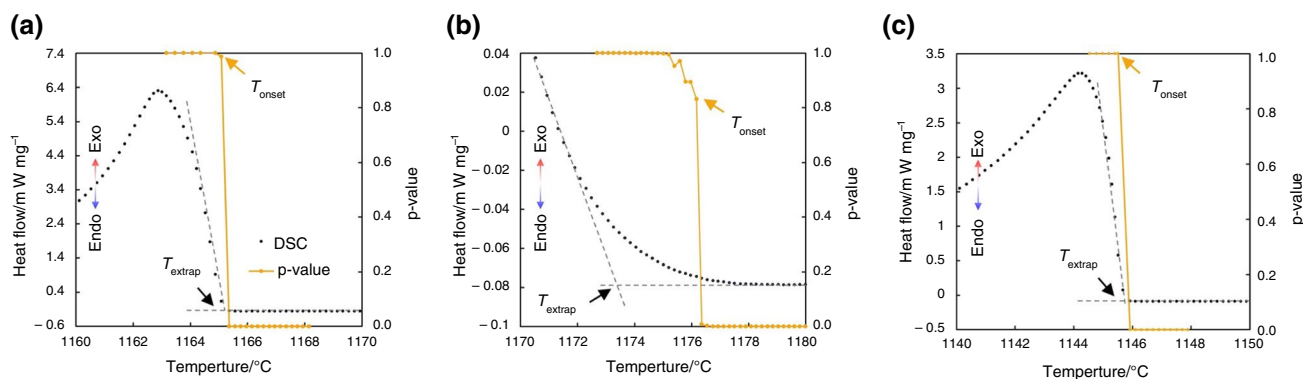 (a)
7.4
6.4
5.4
4.4
3.4
2.4
1.4
0.4
−0.6
Heat flow/m W mg−1
Endo Exo
Tonset
Textrap
DSC
p-value
1.0
0.8
0.6
0.4
0.2
0.0
p-value
1160 1162 1164 1166 1168 1170
Temperture/°C
(b)
0.04
0.02
0
−0.02
−0.04
−0.06
−0.08
−0.1
Heat flow/m W mg−1
Endo Exo
Tonset
Textrap
1.0
0.8
0.6
0.4
0.2
0.0
p-value
1170 1172 1174 1176 1178 1180
Temperture/°C
(c)
3.5
3
2.5
2
1.5
1
0.5
0
−0.5
Heat flow/m W mg−1
Endo Exo
Tonset
Textrap
1.0
0.8
0.6
0.4
0.2
0.0
p-value
1140 1142 1144 1146 1148 1150
Temperture/°C